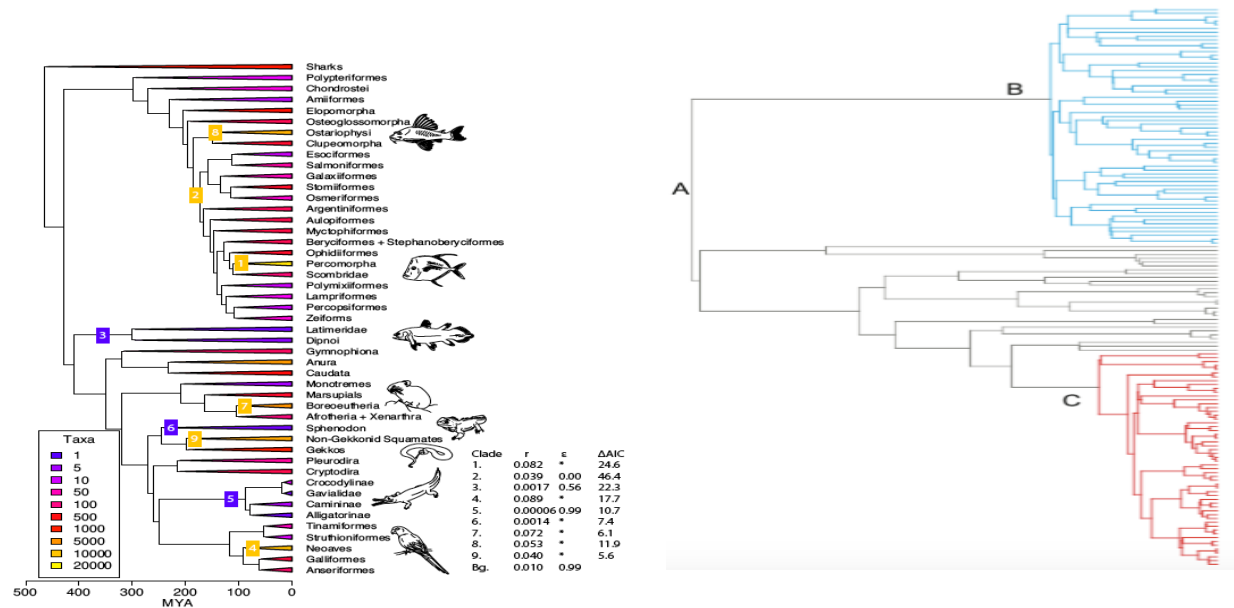 Sharks
Polypteriformes
Chondrostei
Amiiformes
Elopomorpha
Osteoglossomorpha
8
Ostariophysi
Clupeomorpha
Esociformes
Salmoniformes
Galaxiiformes
Stomiiformes
2
Osmeriformes
Argentiniformes
Aulopiformes
Myctophiformes
Beryciformes + Stephanoberyciformes
Ophidiiformes
1
Percomorpha
Scombridae
Polymixiiformes
Lampriformes
Percopsiformes
Zeiforms
Latimeridae
3
Dipnoi
Gymnophiona
Anura
Caudata
Monotremes
Marsupials
7
Boreoeutheria
Afrotheria + Xenarthra
6
Sphenodon
9
Non-Gekkonid Squamates
Gekkos
Pleurodira
Cryptodira
Crocodylinae
Gavialidae
5
Camininae
Alligatorinae
Tinamiformes
Struthioniformes
4
Neoaves
Galliformes
Anseriformes
Taxa
1
5
10
50
100
500
1000
5000
10000
20000
500 400 300 200 100 0
MYA
Clade r ε ΔAIC
1. 0.082 * 24.6
2. 0.039 0.00 46.4
3. 0.0017 0.56 22.3
4. 0.089 * 17.7
5. 0.00006 0.99 10.7
6. 0.0014 * 7.4
7. 0.072 * 6.1
8. 0.053 * 11.9
9. 0.040 * 5.6
Bg. 0.010 0.99
B
A
C